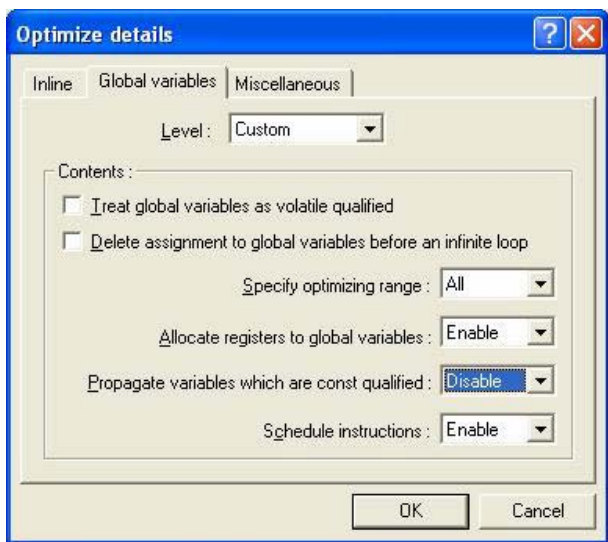 Optimize details
Inline Global variables Miscellaneous
Level : Custom
Contents :
Treat global variables as volatile qualified
Delete assignment to global variables before an infinite loop
Specify optimizing range : All
Allocate registers to global variables : Enable
Propagate variables which are const qualified : Disable
Schedule instructions : Enable
OK Cancel